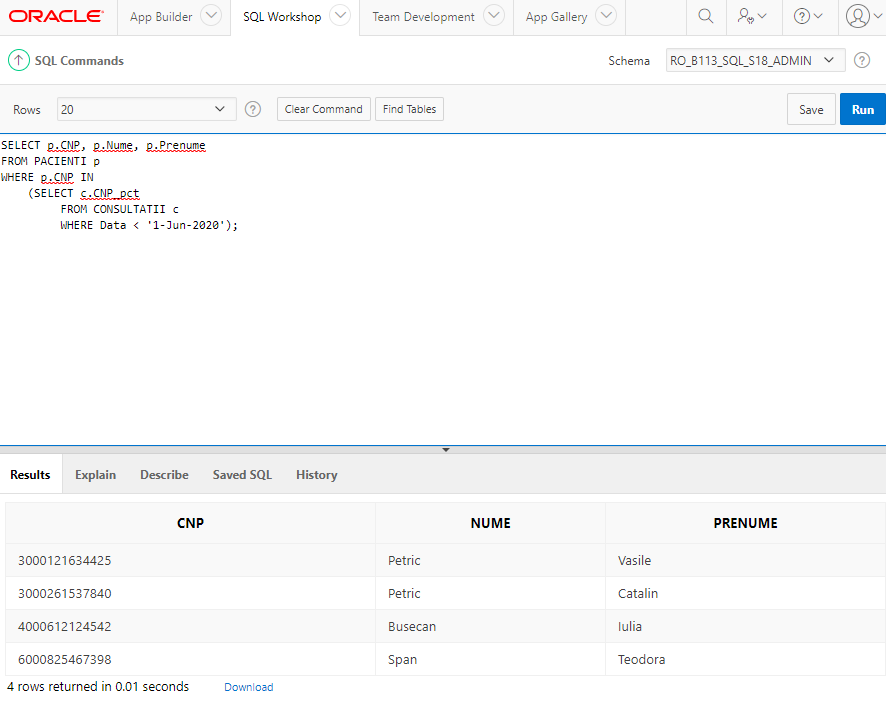 ORACLE App Builder SQL Workshop Team Development App Gallery
SQL Commands Schema RO_B113_SQL_S18_ADMIN
Rows 20 Clear Command Find Tables Save Run
SELECT p.CNP, p.Nume, p.Prenume
FROM PACIENTI p
WHERE p.CNP IN
(SELECT c.CNP_pct
FROM CONSULTATII c
WHERE Data < '1-Jun-2020');
Results Explain Describe Saved SQL History
CNP NUME PRENUME
3000121634425 Petric Vasile
3000261537840 Petric Catalin
4000612124542 Busecan Iulia
6000825467398 Span Teodora
4 rows returned in 0.01 seconds Download